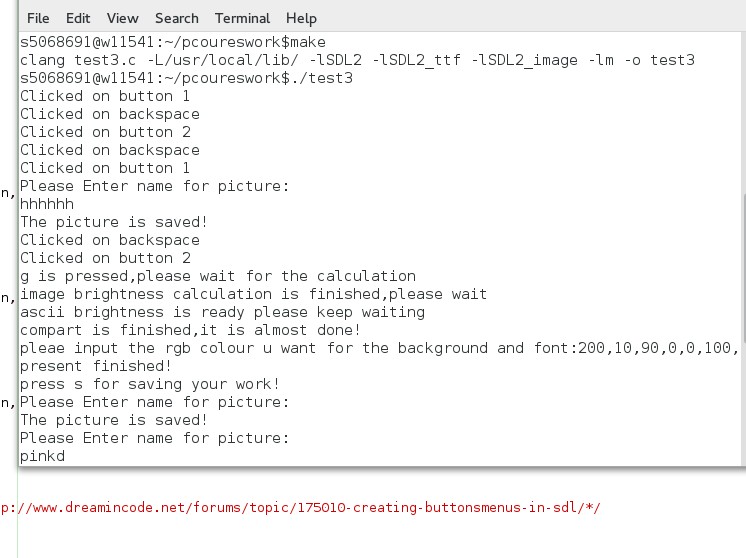 File Edit View Search Terminal Help
s5068691@w11541:~/pcoureswork$make
clang test3.c -L/usr/local/lib/ -lSDL2 -lSDL2_ttf -lSDL2_image -lm -o test3
s5068691@w11541:~/pcoureswork$./test3
Clicked on button 1
Clicked on backspace
Clicked on button 2
Clicked on backspace
Clicked on button 1
Please Enter name for picture:
n,
hhhhhh
The picture is saved!
Clicked on backspace
Clicked on button 2
g is pressed,please wait for the calculation
image brightness calculation is finished,please wait
n,
ascii brightness is ready please keep waiting
compart is finished,it is almost done!
pleae input the rgb colour u want for the background and font:200,10,90,0,0,100,
present finished!
press s for saving your work!
Please Enter name for picture:
n,
The picture is saved!
Please Enter name for picture:
pinkd
p://www.dreamincode.net/forums/topic/175010-creating-buttonsmenus-in-sdl/*/